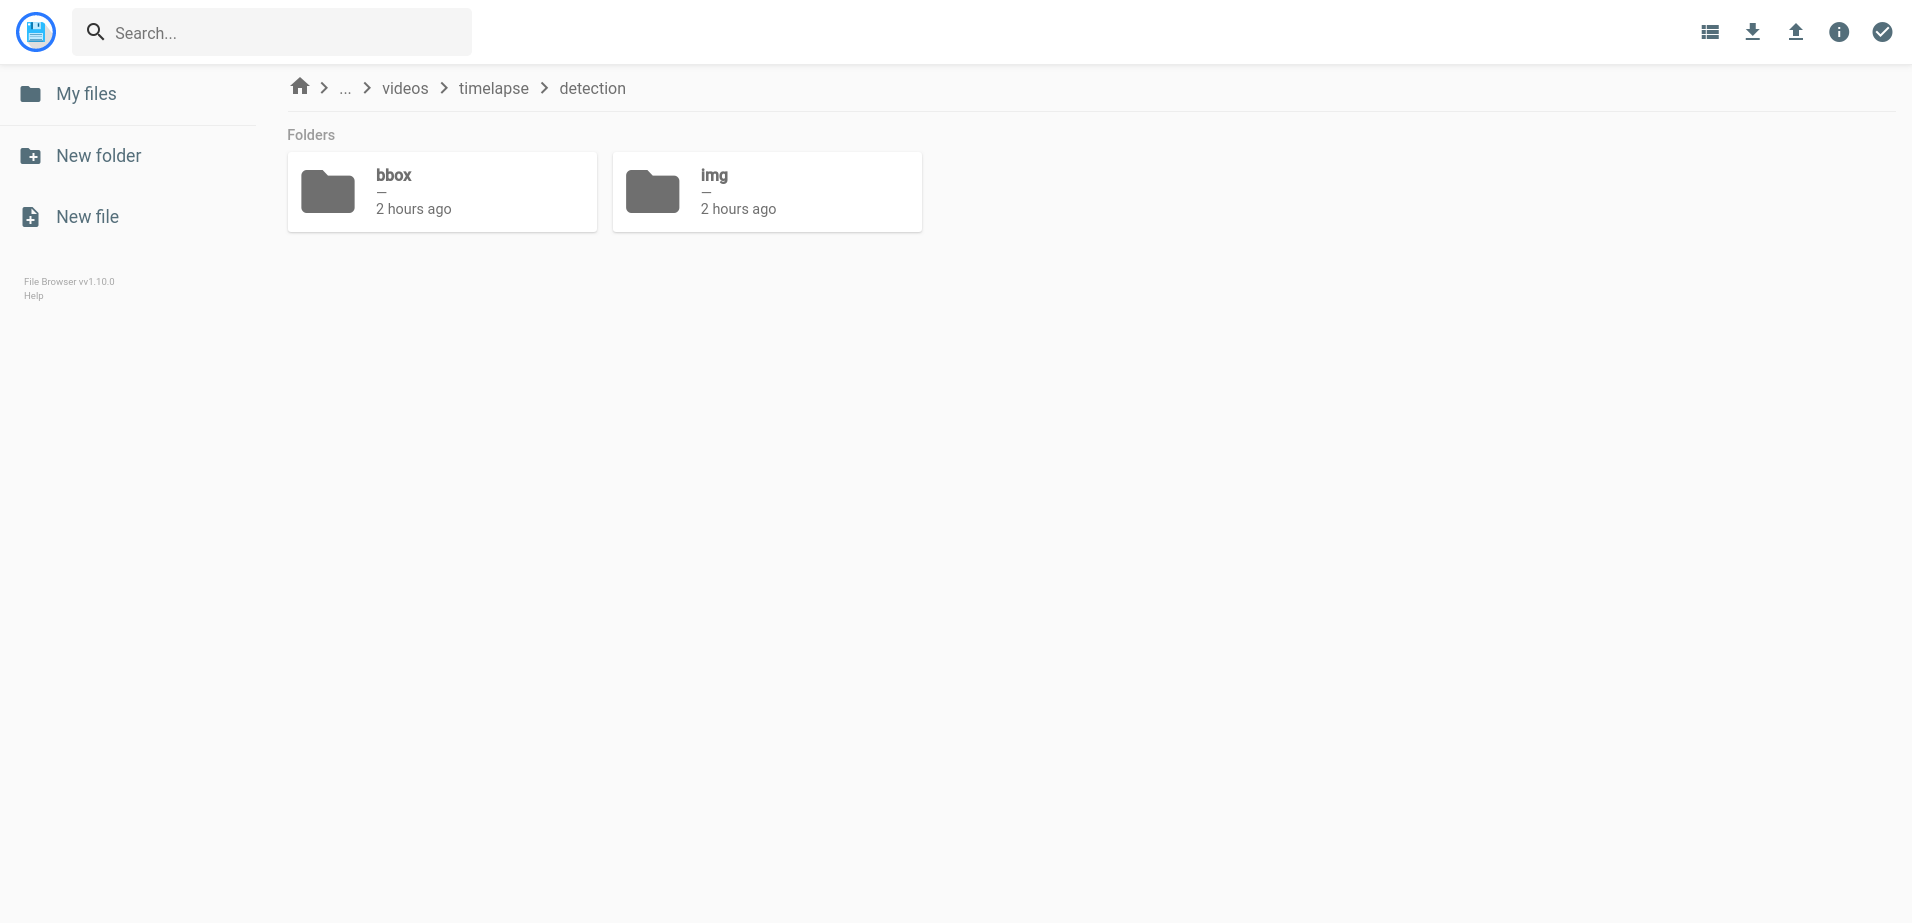 Search...
My files
New folder
New file
File Browser vv1.10.0
Help
... videos timelapse detection
Folders
bbox
—
2 hours ago
img
—
2 hours ago